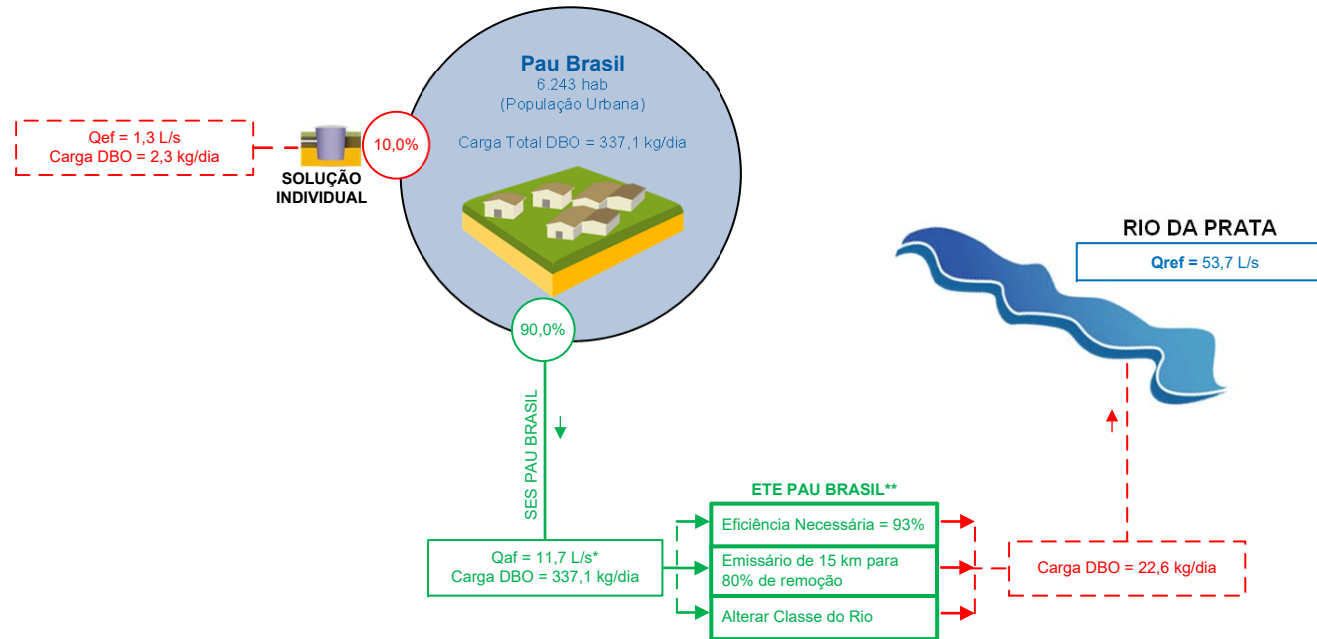 Pau Brasil
6.243 hab
(População Urbana)
Carga Total DBO = 337,1 kg/dia
Qef = 1,3 L/s
Carga DBO = 2,3 kg/dia
10,0%
SOLUÇÃO
INDIVIDUAL
RIO DA PRATA
Qref = 53,7 L/s
90,0%
SES PAU BRASIL
ETE PAU BRASIL**
Eficiência Necessária = 93%
Qaf = 11,7 L/s*
Carga DBO = 337,1 kg/dia
Emissário de 15 km para
80% de remoção
Alterar Classe do Rio
Carga DBO = 22,6 kg/dia